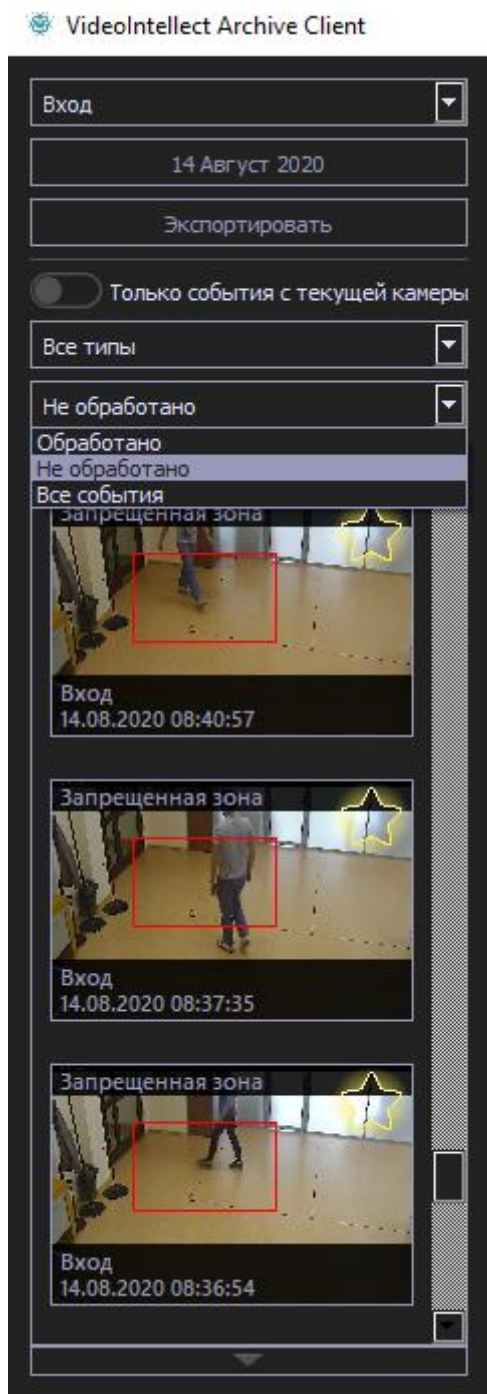 VideoIntellect Archive Client
Вход
14 Август 2020
Экспортировать
Только события с текущей камеры
Все типы
Не обработано
Обработано
Не обработано
Все события
Запрещенная зона
Вход
14.08.2020 08:40:57
Запрещенная зона
Вход
14.08.2020 08:37:35
Запрещенная зона
Вход
14.08.2020 08:36:54